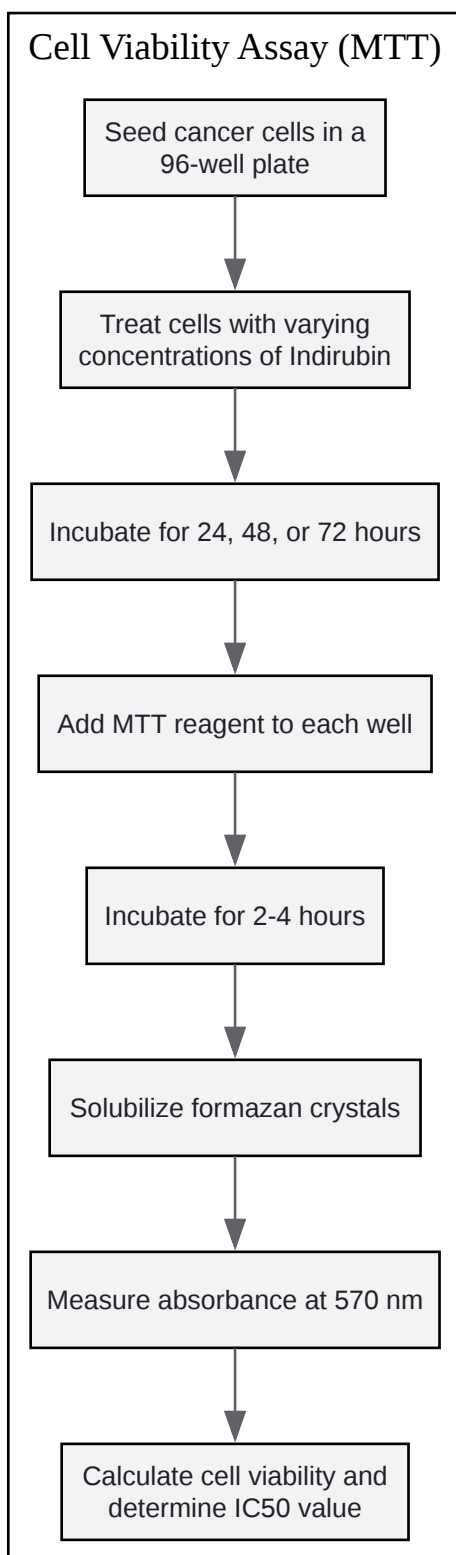 Cell Viability Assay (MTT)
Seed cancer cells in a
96-well plate
Treat cells with varying
concentrations of Indirubin
Incubate for 24, 48, or 72 hours
Add MTT reagent to each well
Incubate for 2-4 hours
Solubilize formazan crystals
Measure absorbance at 570 nm
Calculate cell viability and
determine IC50 value